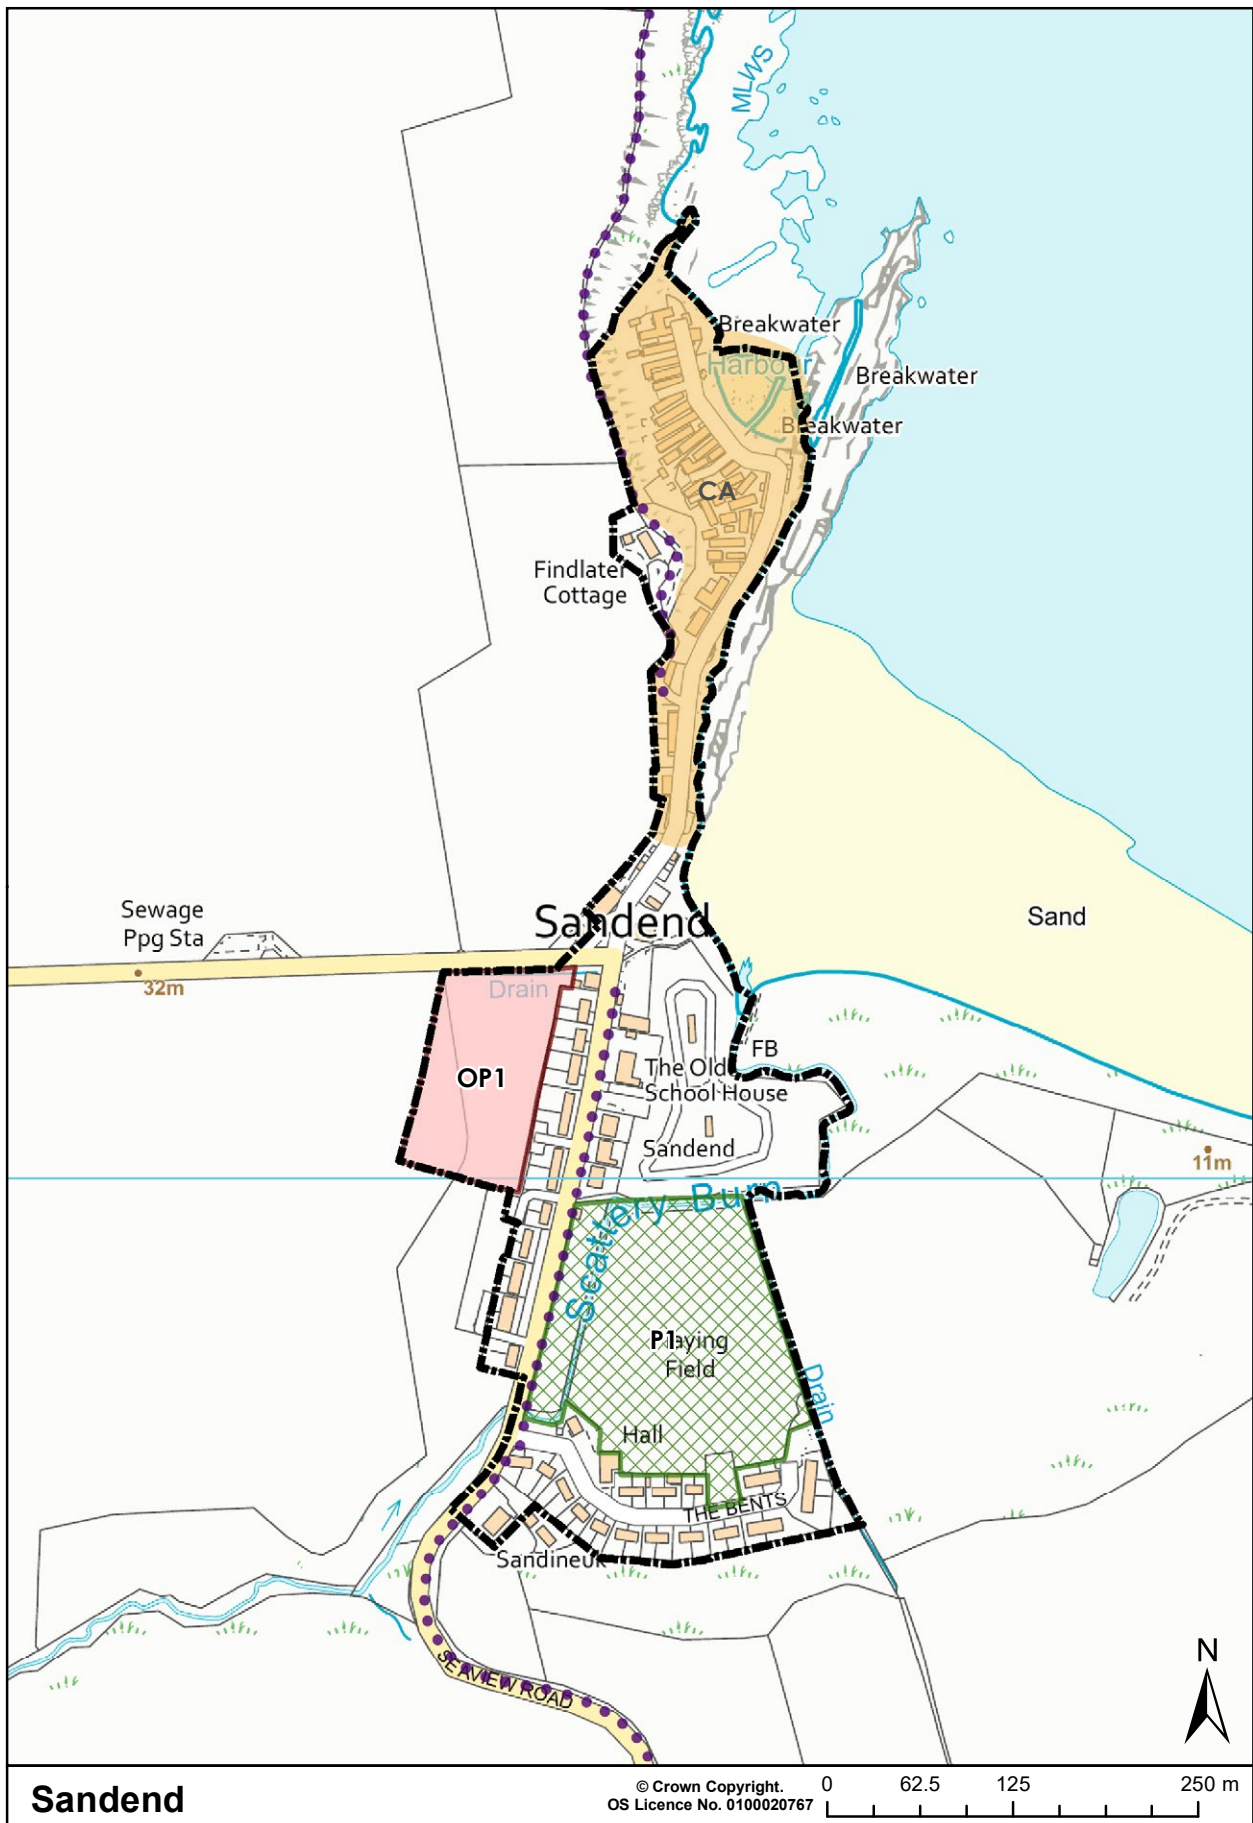 MLWS
Breakwater
Harbour
Breakwater
Breakwater
CA
Findlater
Cottage
Sewage
Ppg Sta
Sandend
Sand
32m
Drain
OP1
FB
The Old
School House
Sandend
11m
Scattery Burn
P1aying
Field
Drain
Hall
THE BENTS
Sandineuk
SEAVIEW ROAD
N
Sandend
© Crown Copyright.
OS Licence No. 0100020767
0 62.5 125 250 m